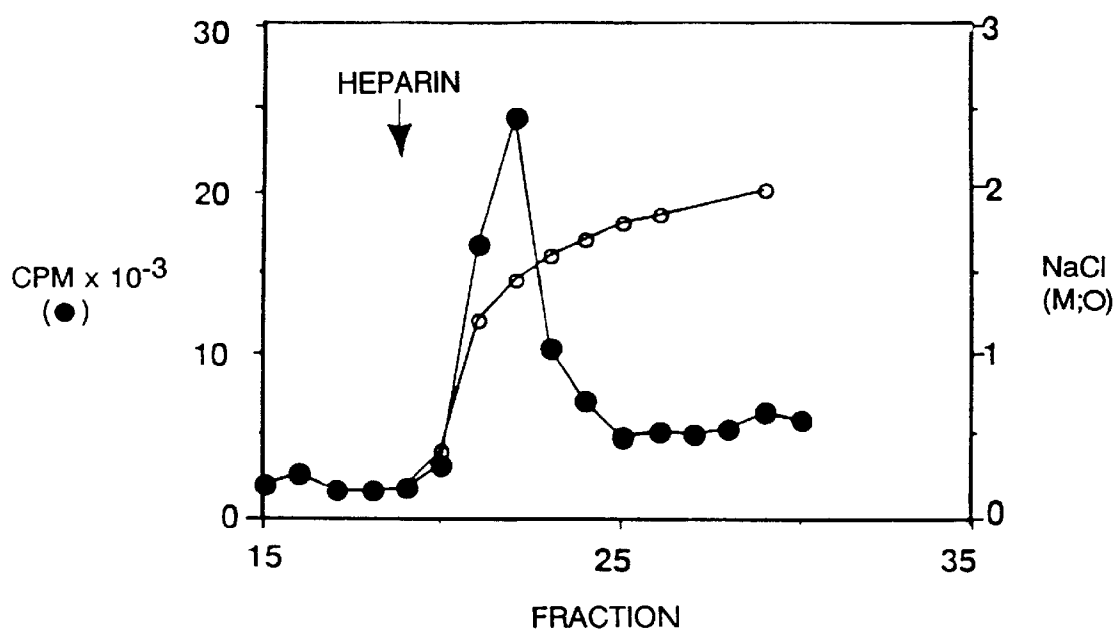 30
3
HEPARIN
20
2
CPM x 10-3
(●)
NaCl
(M;O)
10
1
0
0
15
25
35
FRACTION